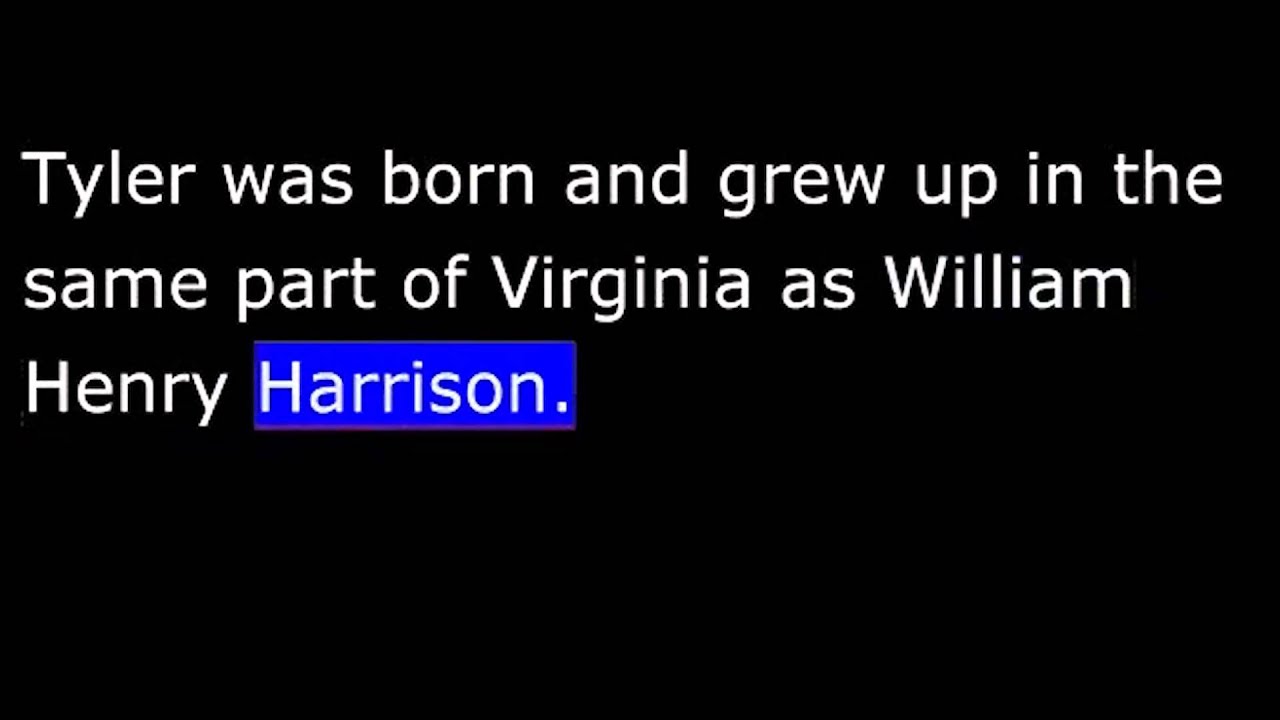 Tyler was born and grew up in the
same part of Virginia as William
Henry Harrison.